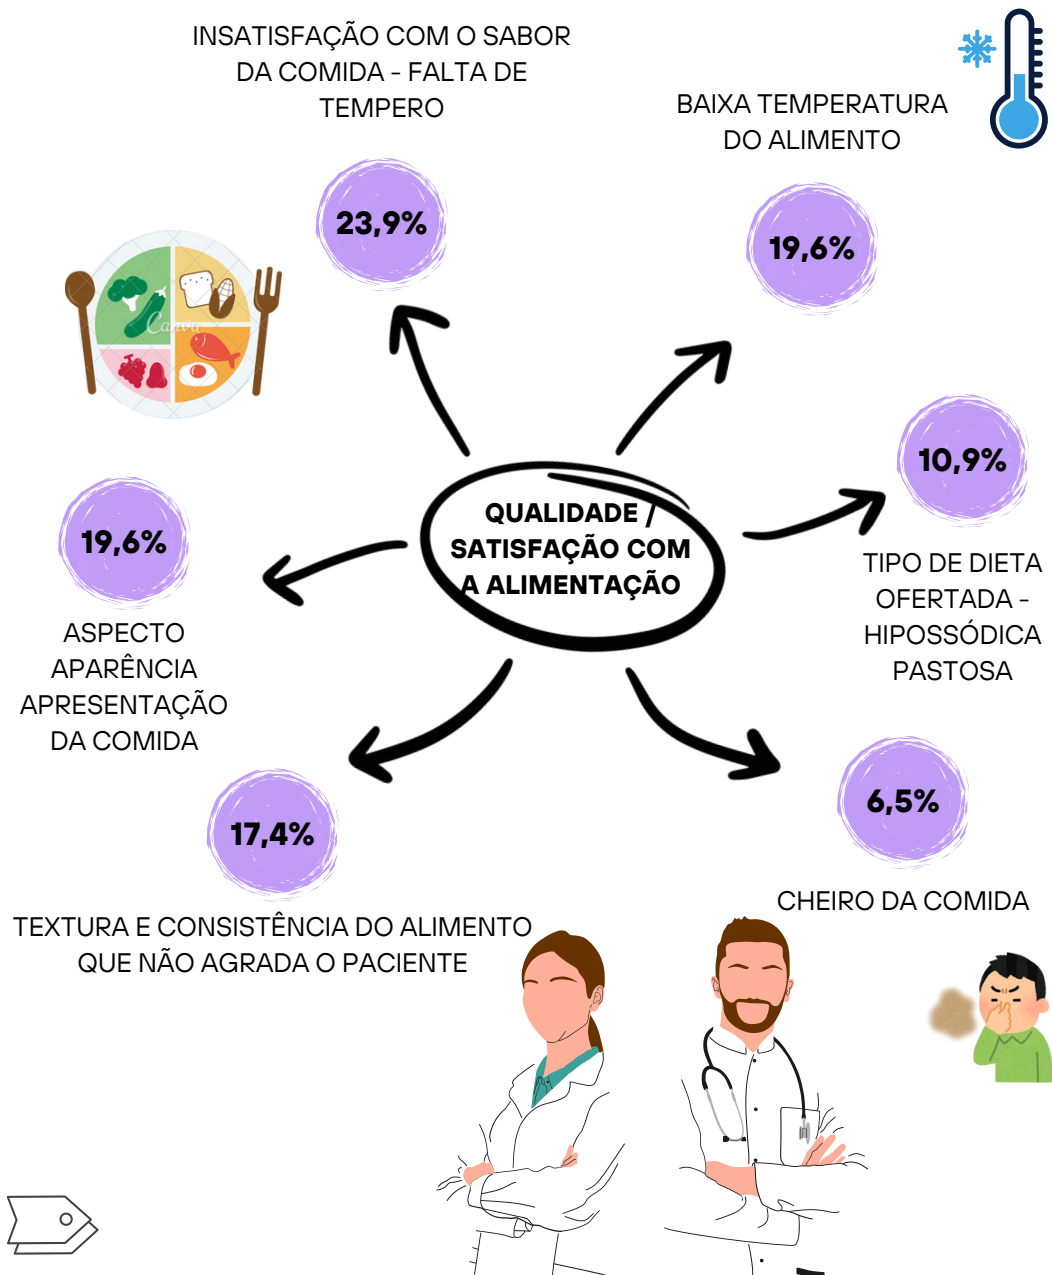 INSATISFAÇÃO COM O SABOR
DA COMIDA - FALTA DE
TEMPERO
23,9%
BAIXA TEMPERATURA
DO ALIMENTO
19,6%
Canva
10,9%
TIPO DE DIETA
OFERTADA -
HIPOSSÓDICA
PASTOSA
QUALIDADE /
SATISFAÇÃO COM
A ALIMENTAÇÃO
19,6%
ASPECTO
APARÊNCIA
APRESENTAÇÃO
DA COMIDA
17,4%
TEXTURA E CONSISTÊNCIA DO ALIMENTO
QUE NÃO AGRADA O PACIENTE
6,5%
CHEIRO DA COMIDA